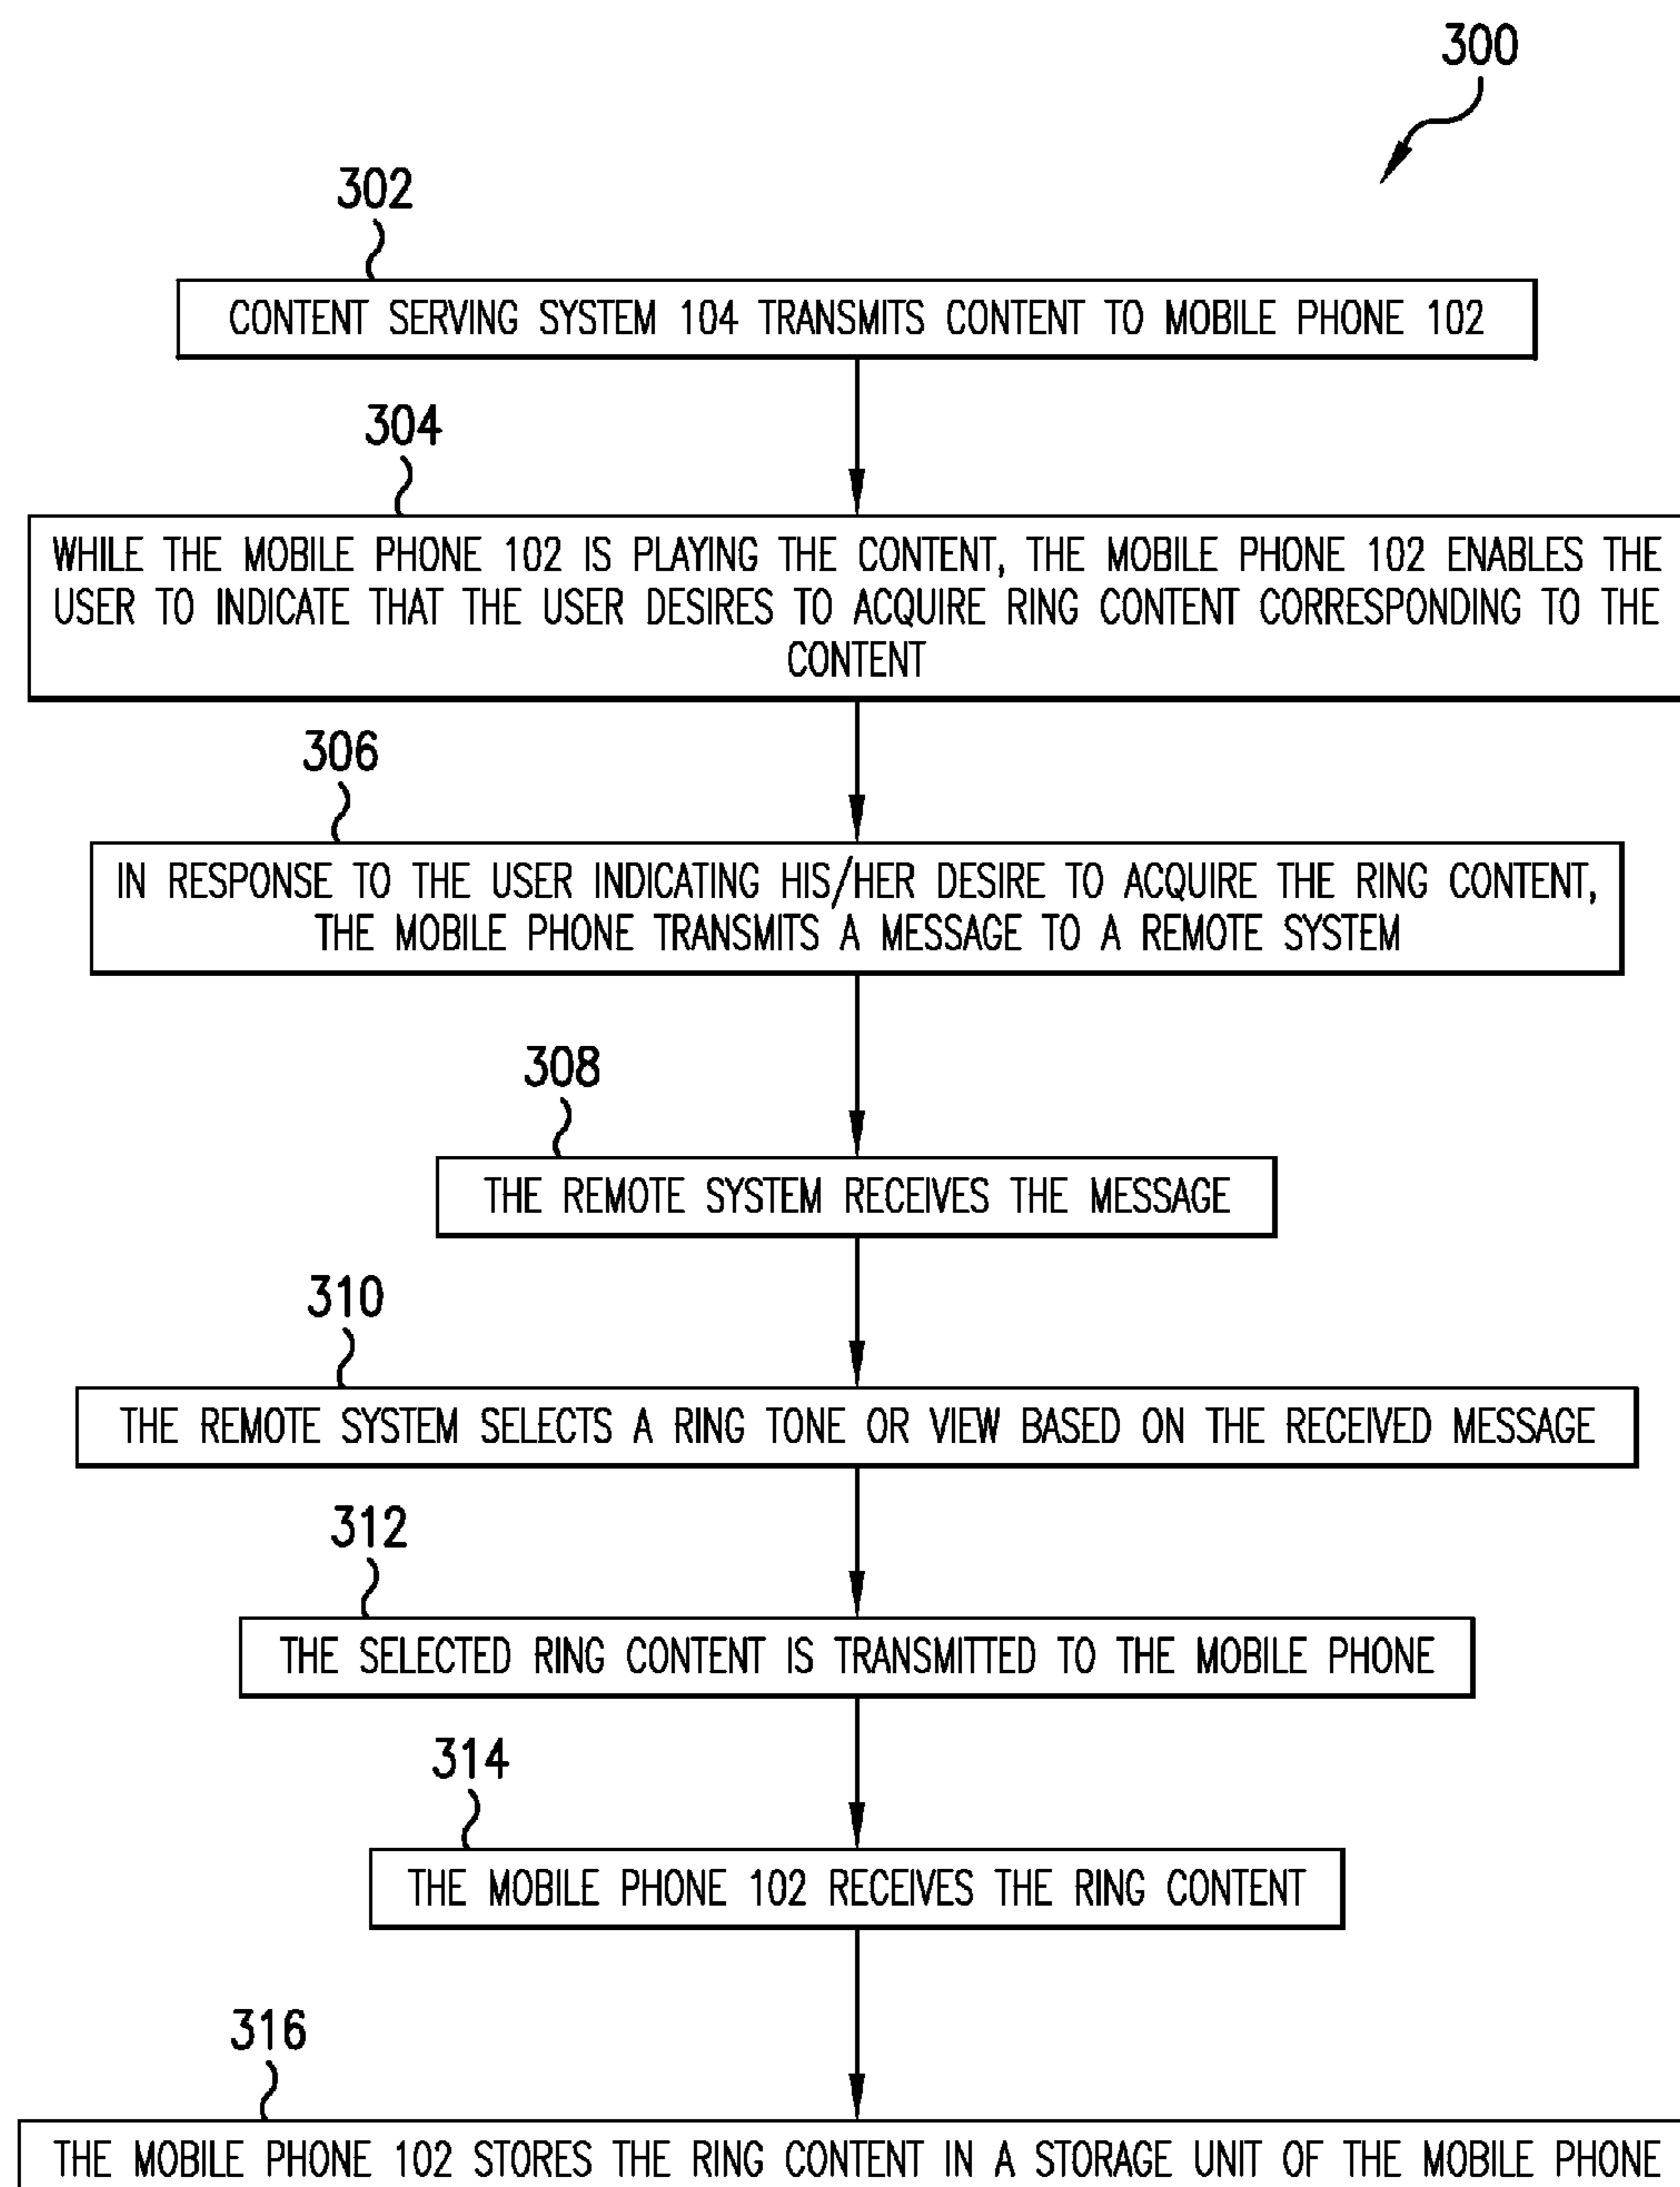 300
302
CONTENT SERVING SYSTEM 104 TRANSMITS CONTENT TO MOBILE PHONE 102
304
WHILE THE MOBILE PHONE 102 IS PLAYING THE CONTENT, THE MOBILE PHONE 102 ENABLES THE
USER TO INDICATE THAT THE USER DESIRES TO ACQUIRE RING CONTENT CORRESPONDING TO THE
CONTENT
306
IN RESPONSE TO THE USER INDICATING HIS/HER DESIRE TO ACQUIRE THE RING CONTENT,
THE MOBILE PHONE TRANSMITS A MESSAGE TO A REMOTE SYSTEM
308
THE REMOTE SYSTEM RECEIVES THE MESSAGE
310
THE REMOTE SYSTEM SELECTS A RING TONE OR VIEW BASED ON THE RECEIVED MESSAGE
312
THE SELECTED RING CONTENT IS TRANSMITTED TO THE MOBILE PHONE
314
THE MOBILE PHONE 102 RECEIVES THE RING CONTENT
316
THE MOBILE PHONE 102 STORES THE RING CONTENT IN A STORAGE UNIT OF THE MOBILE PHONE